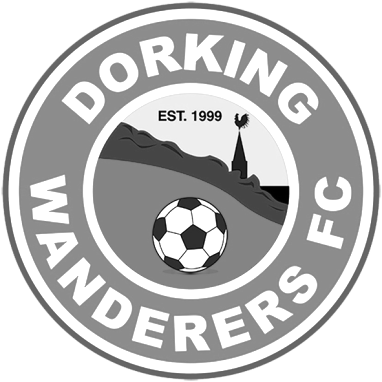 DORKING
EST. 1999
WANDERERS FC